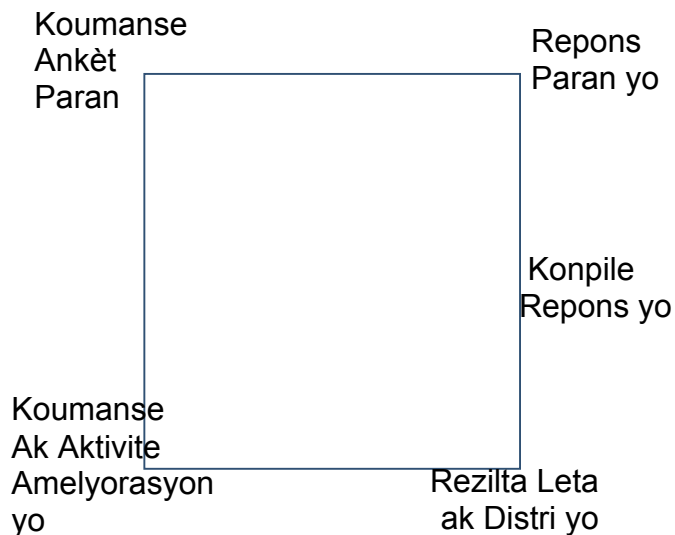 Koumanse
Ankèt
Paran
Repons
Paran yo
Konpile
Repons yo
Rezilta Leta
ak Distri yo
Koumanse
Ak Aktivite
Amelyorasyon
yo